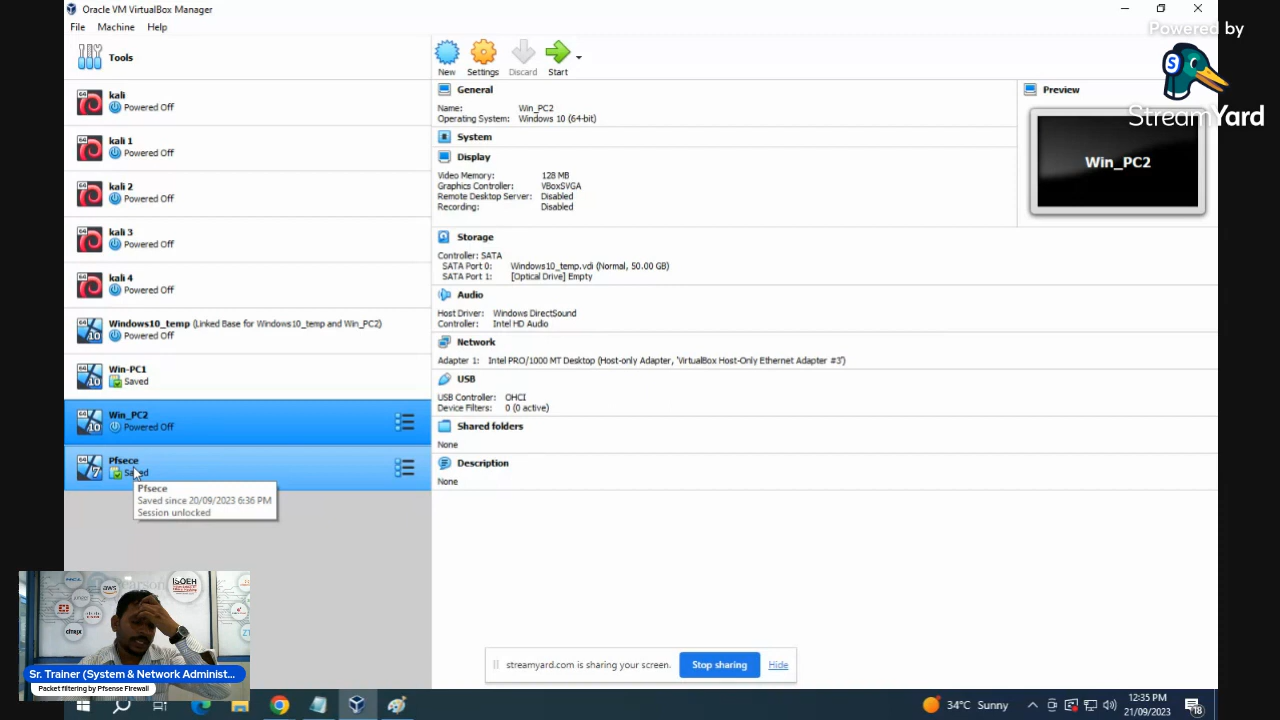 Oracle VM VirtualBox Manager
File Machine Help
Powered by
StreamYard
Tools
New Settings Discard Start
kali
Powered Off
kali 1
Powered Off
kali 2
Powered Off
kali 3
Powered Off
kali 4
Powered Off
Windows10_temp (Linked Base for Windows10_temp and Win_PC2)
Powered Off
Win-PC1
Saved
Win_PC2
Powered Off
Pfsece
Saved
Pfsece
Saved since 20/09/2023 6:36 PM
Session unlocked
General
Name: Win_PC2
Operating System: Windows 10 (64-bit)
System
Display
Video Memory: 128 MB
Graphics Controller: VBoxSVGA
Remote Desktop Server: Disabled
Recording: Disabled
Storage
Controller: SATA
SATA Port 0: Windows10_temp.vdi (Normal, 50.00 GB)
SATA Port 1: [Optical Drive] Empty
Audio
Host Driver: Windows DirectSound
Controller: Intel HD Audio
Network
Adapter 1: Intel PRO/1000 MT Desktop (Host-only Adapter, 'VirtualBox Host-Only Ethernet Adapter #3')
USB
USB Controller: OHCI
Device Filters: 0 (0 active)
Shared folders
None
Description
None
Preview
Win_PC2
streamyard.com is sharing your screen. Stop sharing Hide
aws
ISOEH
citrix
Sr. Trainer (System & Network Administ...
Packet filtering by Pfsense Firewall
34°C Sunny
12:35 PM
21/09/2023
18